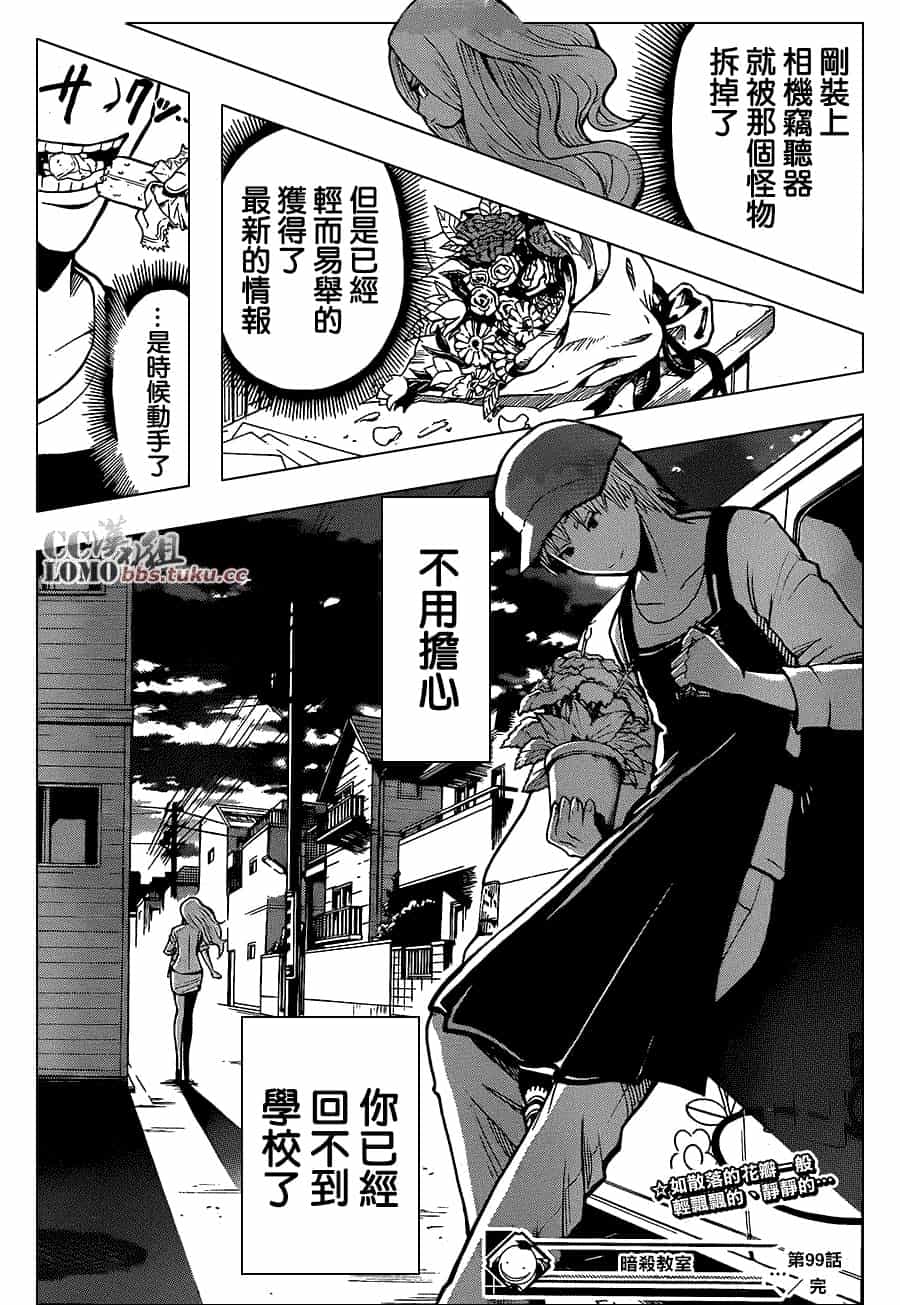 剛裝上
相機竊聽器
就被那個怪物
拆掉了
但是已經
輕而易舉的
獲得了
最新的情報
ザクッ…
…是時候動手了
CC漢化組
LOMO bbs.tuku.cc
不用擔心
你已經
回不到
學校了
☆如散落的花瓣一般
輕飄飄的、靜靜的…
暗殺教室
第99話
…／完